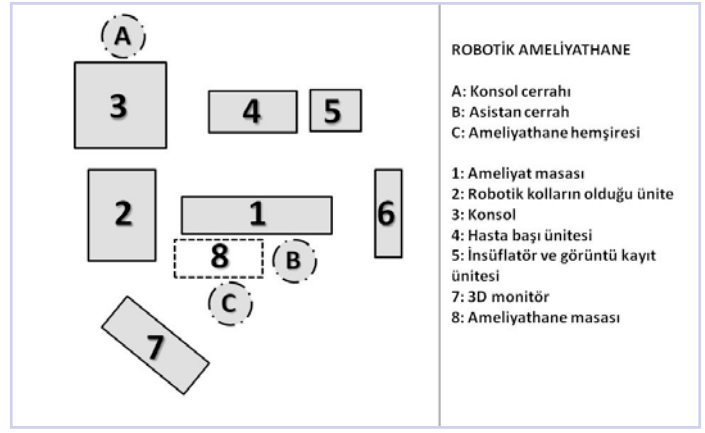 A
3
4
5
2
1
6
8
B
C
7
ROBOTİK AMELİYATHANE
A: Konsol cerrahı
B: Asistan cerrah
C: Ameliyathane hemşiresi
1: Ameliyat masası
2: Robotik kolların olduğu ünite
3: Konsol
4: Hasta başı ünitesi
5: İnsüflatör ve görüntü kayıt
ünitesi
7: 3D monitör
8: Ameliyathane masası